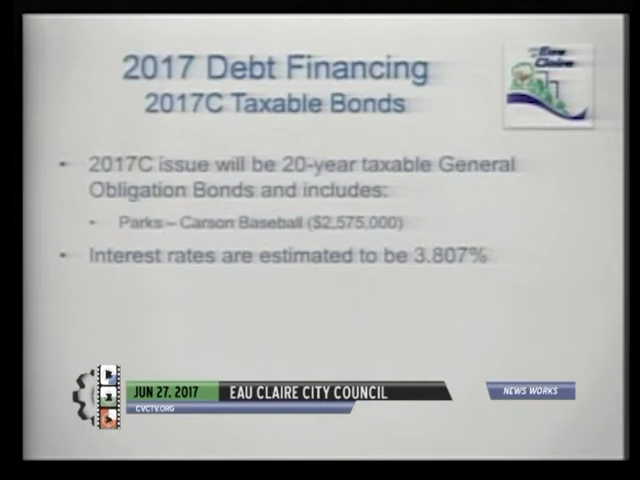 2017 Debt Financing
2017C Taxable Bonds
Eau
Claire
• 2017C issue will be 20-year taxable General
Obligation Bonds and includes:
• Parks – Carson Baseball ($2,575,000)
• Interest rates are estimated to be 3.807%
JUN 27, 2017 EAU CLAIRE CITY COUNCIL NEWS WORKS
CVCTV.ORG